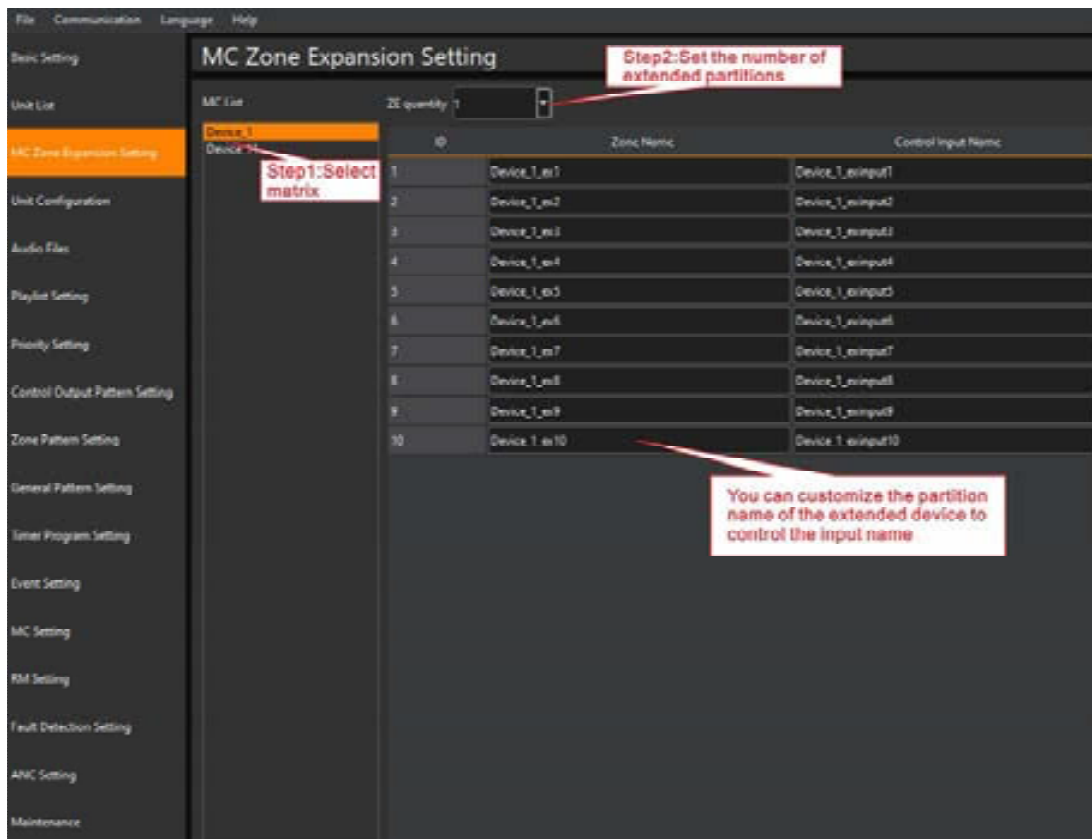 File Communication Language Help
Basic Setting
MC Zone Expansion Setting
Step2:Set the number of
extended partitions
Unit List
MC List
ZE quantity 1
MC Zone Expansion Setting
Device_1
Step1:Select
matrix
ID Zone Name Control Input Name
1 Device_1_ex1 Device_1_exinput1
2 Device_1_ex2 Device_1_exinput2
3 Device_1_ex3 Device_1_exinput3
4 Device_1_ex4 Device_1_exinput4
5 Device_1_ex5 Device_1_exinput5
6 Device_1_ex6 Device_1_exinput6
7 Device_1_ex7 Device_1_exinput7
8 Device_1_ex8 Device_1_exinput8
9 Device_1_ex9 Device_1_exinput9
10 Device_1_ex10 Device_1_exinput10
You can customize the partition
name of the extended device to
control the input name
Unit Configuration
Audio Files
Playlist Setting
Priority Setting
Control Output Pattern Setting
Zone Pattern Setting
General Pattern Setting
Timer Program Setting
Event Setting
MC Setting
RM Setting
Fault Detection Setting
ANC Setting
Maintenance